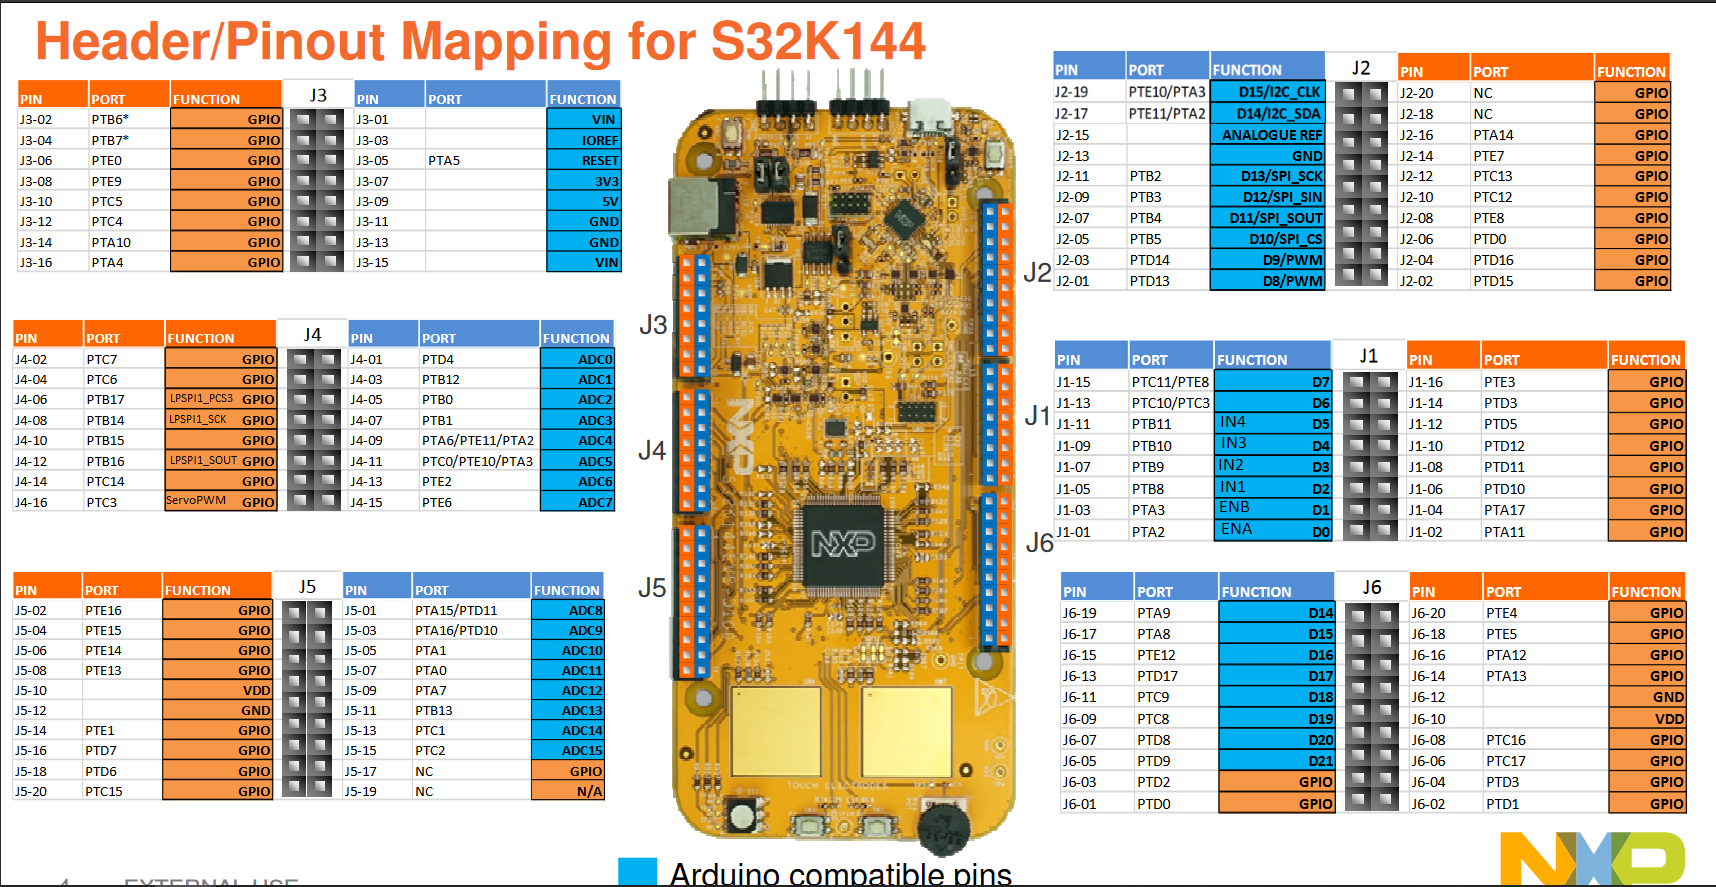 Header/Pinout Mapping for S32K144
PIN PORT FUNCTION J3 PIN PORT FUNCTION
J3-02 PTB6* GPIO J3-01 VIN
J3-04 PTB7* GPIO J3-03 IOREF
J3-06 PTE0 GPIO J3-05 PTA5 RESET
J3-08 PTE9 GPIO J3-07 3V3
J3-10 PTC5 GPIO J3-09 5V
J3-12 PTC4 GPIO J3-11 GND
J3-14 PTA10 GPIO J3-13 GND
J3-16 PTA4 GPIO J3-15 VIN
PIN PORT FUNCTION J4 PIN PORT FUNCTION
J4-02 PTC7 GPIO J4-01 PTD4 ADC0
J4-04 PTC6 GPIO J4-03 PTB12 ADC1
J4-06 PTB17 LPSPI1_PCS3 GPIO J4-05 PTB0 ADC2
J4-08 PTB14 LPSPI1_SCK GPIO J4-07 PTB1 ADC3
J4-10 PTB15 GPIO J4-09 PTA6/PTE11/PTA2 ADC4
J4-12 PTB16 LPSPI1_SOUT GPIO J4-11 PTC0/PTE10/PTA3 ADC5
J4-14 PTC14 GPIO J4-13 PTE2 ADC6
J4-16 PTC3 ServoPWM GPIO J4-15 PTE6 ADC7
PIN PORT FUNCTION J5 PIN PORT FUNCTION
J5-02 PTE16 GPIO J5-01 PTA15/PTD11 ADC8
J5-04 PTE15 GPIO J5-03 PTA16/PTD10 ADC9
J5-06 PTE14 GPIO J5-05 PTA1 ADC10
J5-08 PTE13 GPIO J5-07 PTA0 ADC11
J5-10 VDD J5-09 PTA7 ADC12
J5-12 GND J5-11 PTB13 ADC13
J5-14 PTE1 GPIO J5-13 PTC1 ADC14
J5-16 PTD7 GPIO J5-15 PTC2 ADC15
J5-18 PTD6 GPIO J5-17 NC GPIO
J5-20 PTC15 GPIO J5-19 NC N/A
J3
J4
J5
NXP
NXP
TOUCH ELECTRODES
J2
J1
J6
PIN PORT FUNCTION J2 PIN PORT FUNCTION
J2-19 PTE10/PTA3 D15/I2C_CLK J2-20 NC GPIO
J2-17 PTE11/PTA2 D14/I2C_SDA J2-18 NC GPIO
J2-15 ANALOGUE REF J2-16 PTA14 GPIO
J2-13 GND J2-14 PTE7 GPIO
J2-11 PTB2 D13/SPI_SCK J2-12 PTC13 GPIO
J2-09 PTB3 D12/SPI_SIN J2-10 PTC12 GPIO
J2-07 PTB4 D11/SPI_SOUT J2-08 PTE8 GPIO
J2-05 PTB5 D10/SPI_CS J2-06 PTD0 GPIO
J2-03 PTD14 D9/PWM J2-04 PTD16 GPIO
J2-01 PTD13 D8/PWM J2-02 PTD15 GPIO
PIN PORT FUNCTION J1 PIN PORT FUNCTION
J1-15 PTC11/PTE8 D7 J1-16 PTE3 GPIO
J1-13 PTC10/PTC3 D6 J1-14 PTD3 GPIO
J1-11 PTB11 IN4 D5 J1-12 PTD5 GPIO
J1-09 PTB10 IN3 D4 J1-10 PTD12 GPIO
J1-07 PTB9 IN2 D3 J1-08 PTD11 GPIO
J1-05 PTB8 IN1 D2 J1-06 PTD10 GPIO
J1-03 PTA3 ENB D1 J1-04 PTA17 GPIO
J1-01 PTA2 ENA D0 J1-02 PTA11 GPIO
PIN PORT FUNCTION J6 PIN PORT FUNCTION
J6-19 PTA9 D14 J6-20 PTE4 GPIO
J6-17 PTA8 D15 J6-18 PTE5 GPIO
J6-15 PTE12 D16 J6-16 PTA12 GPIO
J6-13 PTD17 D17 J6-14 PTA13 GPIO
J6-11 PTC9 D18 J6-12 GND
J6-09 PTC8 D19 J6-10 VDD
J6-07 PTD8 D20 J6-08 PTC16 GPIO
J6-05 PTD9 D21 J6-06 PTC17 GPIO
J6-03 PTD2 GPIO J6-04 PTD3 GPIO
J6-01 PTD0 GPIO J6-02 PTD1 GPIO
4 EXTERNAL USE
Arduino compatible pins
NXP